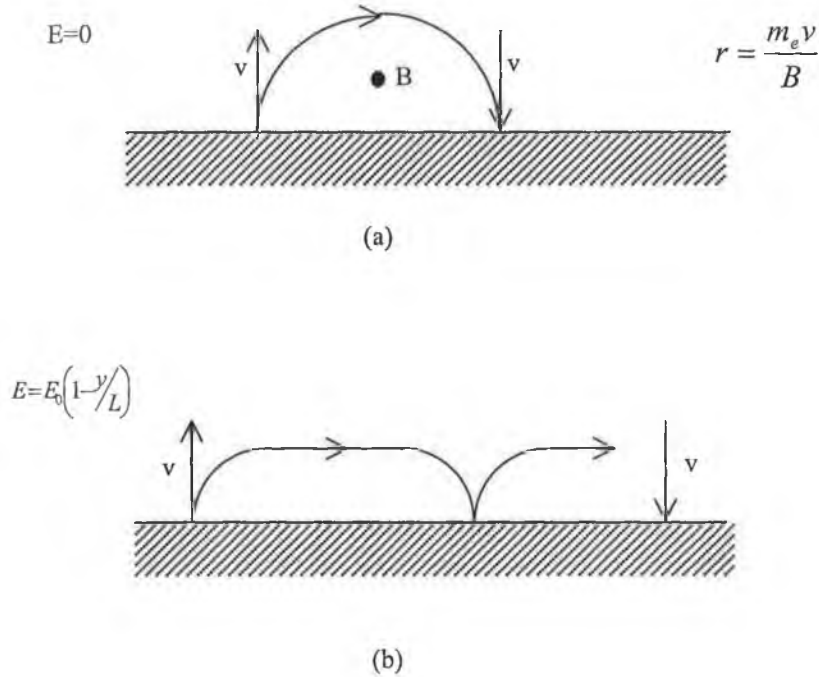 E=0
v
B
v
r = m_e v / B
(a)
E=E_0(1-y/L)
v
v
(b)